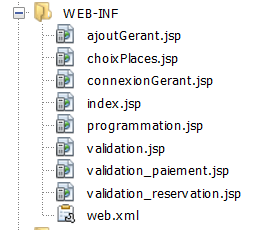 WEB-INF
ajoutGerant.jsp
choixPlaces.jsp
connexionGerant.jsp
index.jsp
programmation.jsp
validation.jsp
validation_paiement.jsp
validation_reservation.jsp
web.xml